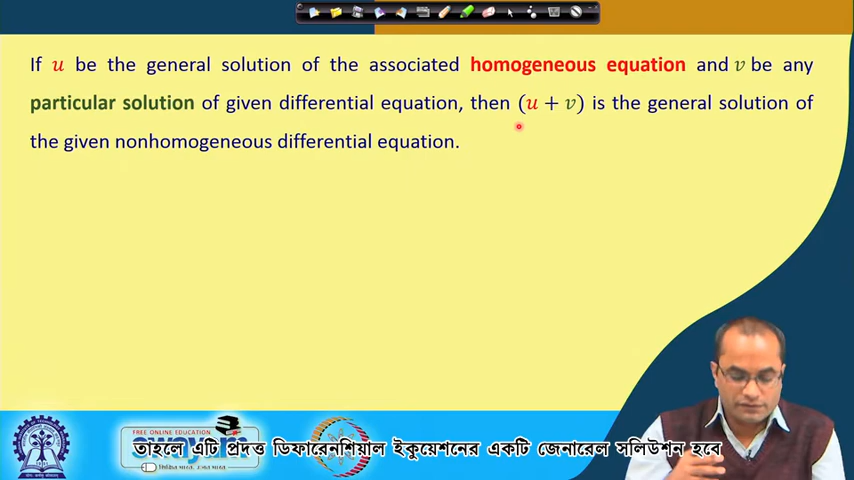 If u be the general solution of the associated homogeneous equation and v be any
particular solution of given differential equation, then (u + v) is the general solution of
the given nonhomogeneous differential equation.
FREE ONLINE EDUCATION
swayam
তাহলে এটি প্রদত্ত ডিফারেনশিয়াল ইকুয়েশনের একটি জেনারেল সলিউশন হবে